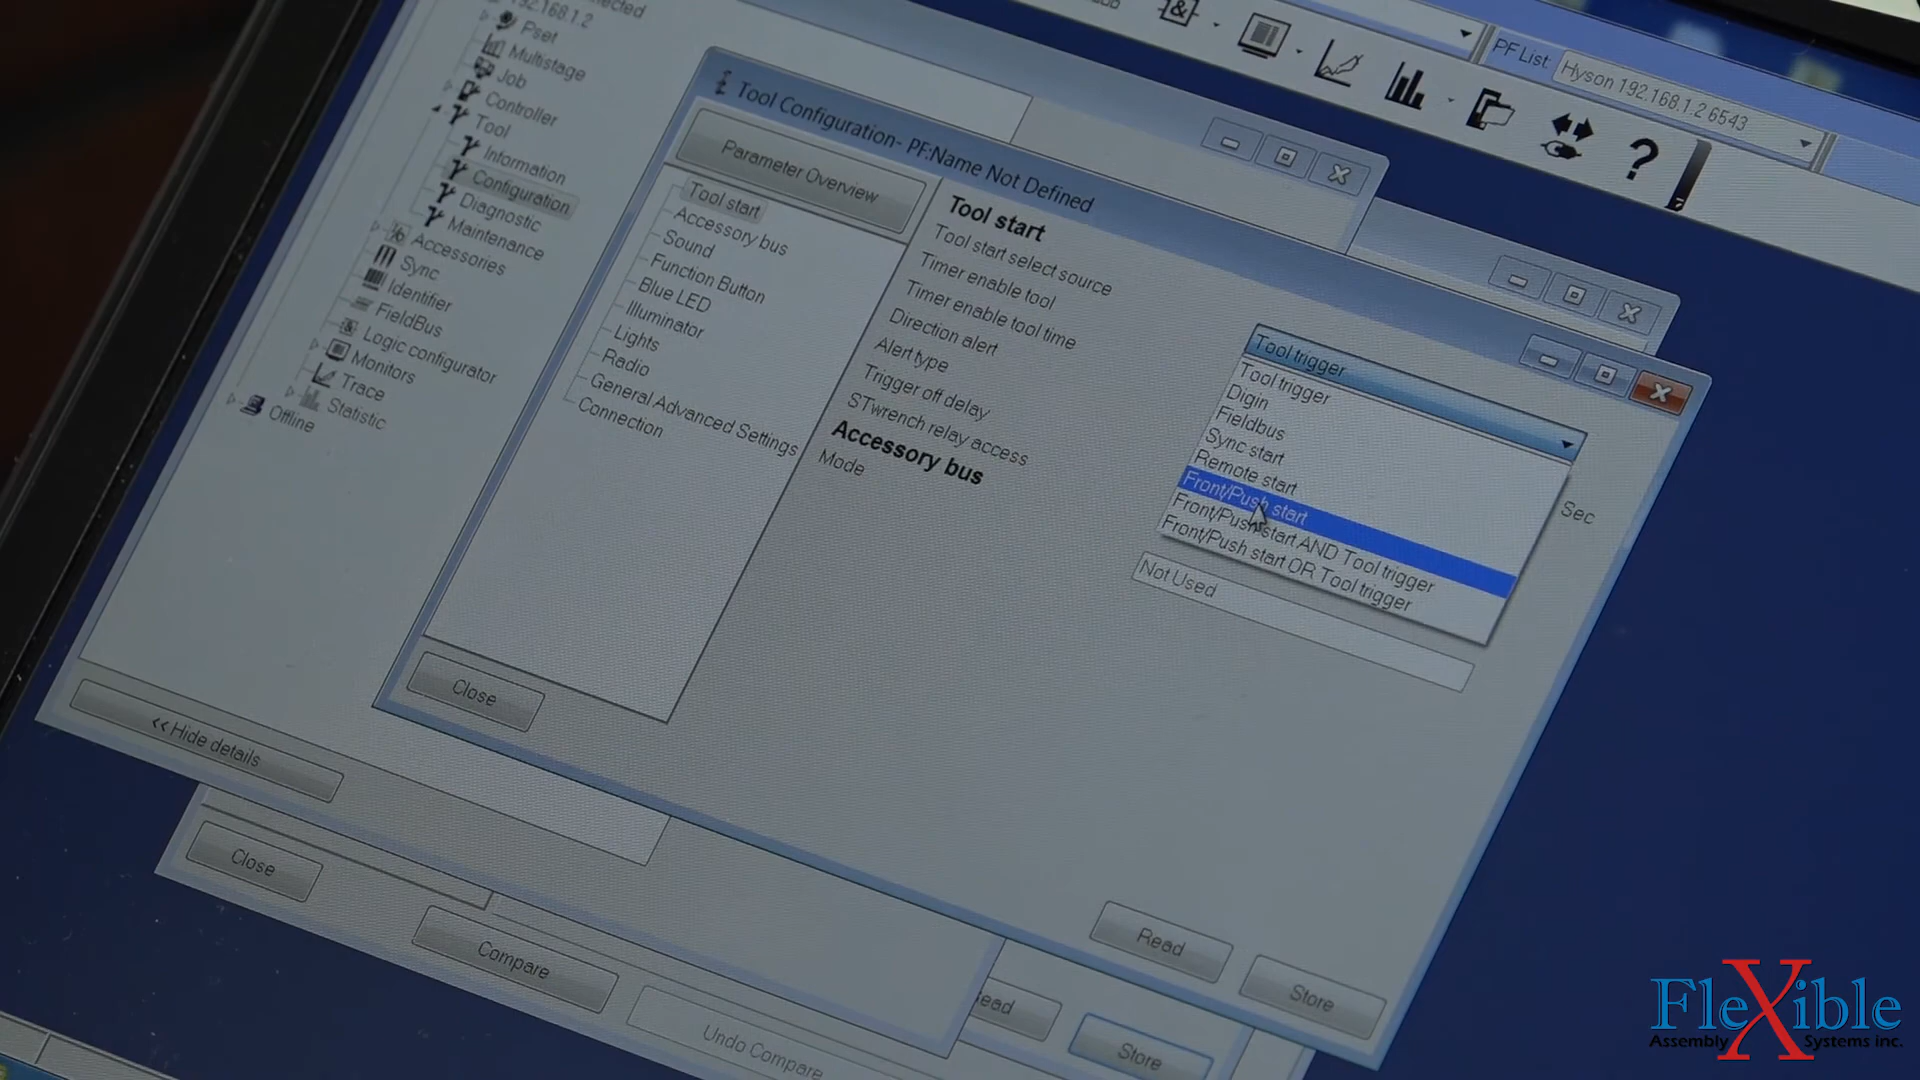 192.168.1.2
Pset
Multistage
Job
Controller
Tool
Information
Configuration
Diagnostic
Maintenance
Accessories
Sync
Identifier
FieldBus
Logic configurator
Monitors
Trace
Statistic
Offline
<< Hide details
PF List:
Hyson 192.168.1.2 6543
Tool Configuration- PF:Name Not Defined
Parameter Overview
Tool start
Accessory bus
Sound
Function Button
Blue LED
Illuminator
Lights
Radio
General Advanced Settings
Connection
Close
Tool start
Tool start select source
Timer enable tool
Timer enable tool time
Direction alert
Alert type
Trigger off delay
STwrench relay access
Accessory bus
Mode
Tool trigger
Tool trigger
Digin
Fieldbus
Sync start
Remote start
Front/Push start
Front/Push start AND Tool trigger
Front/Push start OR Tool trigger
Sec
Not Used
Read
Store
Close
Compare
Undo Compare
Store
FleXible
Assembly Systems Inc.